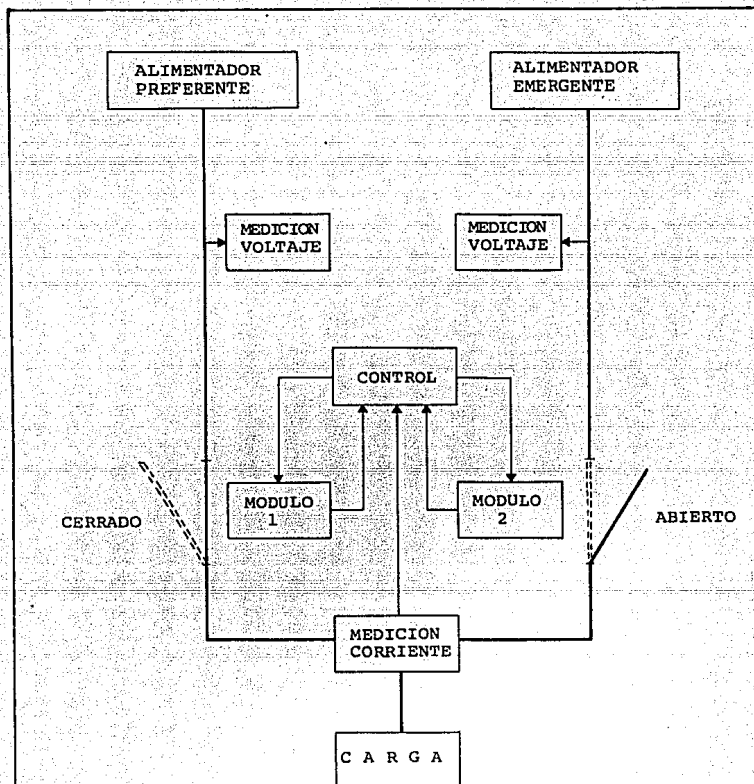 ALIMENTADOR
PREFERENTE
ALIMENTADOR
EMERGENTE
MEDICION
VOLTAJE
MEDICION
VOLTAJE
CONTROL
MODULO
1
MODULO
2
CERRADO
ABIERTO
MEDICION
CORRIENTE
C A R G A